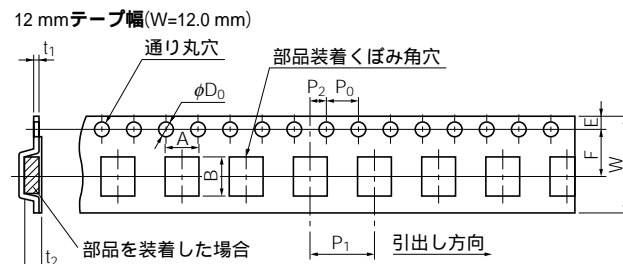 12 mmテープ幅(W=12.0 mm)
t1
通り丸穴
部品装着くぼみ角穴
φD0
P2
P0
A
B
E
F
W
t2
部品を装着した場合
P1
引出し方向